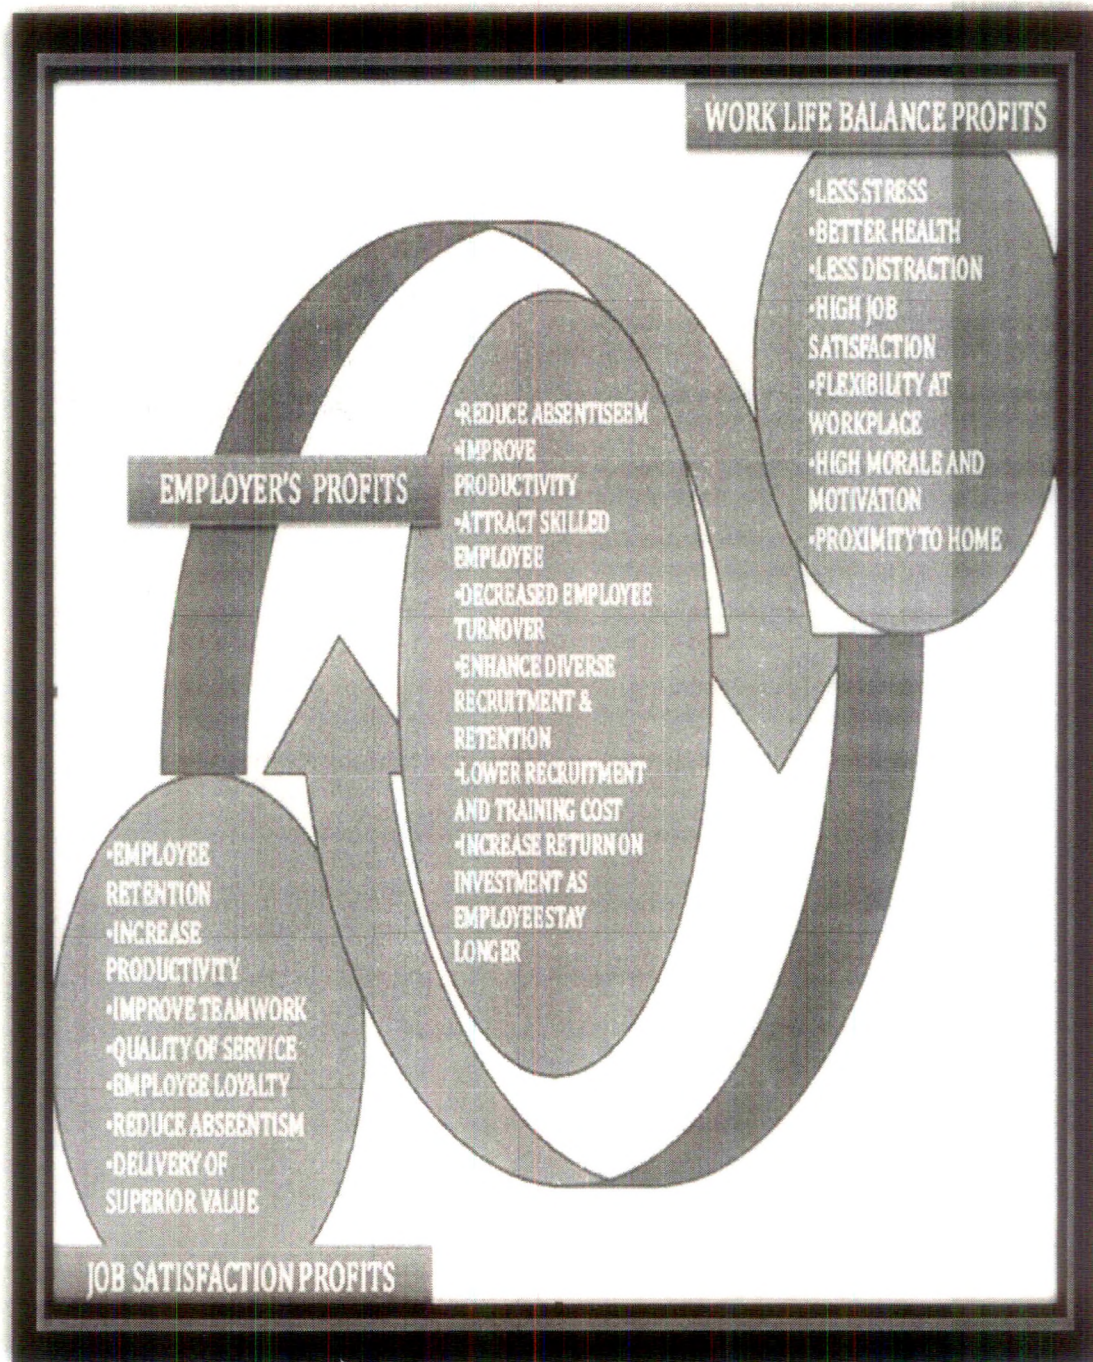 WORK LIFE BALANCE PROFITS
•LESS STRESS
•BETTER HEALTH
•LESS DISTRACTION
•HIGH JOB
SATISFACTION
•FLEXIBILITY AT
WORKPLACE
•HIGH MORALE AND
MOTIVATION
•PROXIMITY TO HOME
EMPLOYER'S PROFITS
•REDUCE ABSENTISEEM
•IMPROVE
PRODUCTIVITY
•ATTRACT SKILLED
EMPLOYEE
•DECREASED EMPLOYEE
TURNOVER
•ENHANCE DIVERSE
RECRUITMENT &
RETENTION
•LOWER RECRUITMENT
AND TRAINING COST
•INCREASE RETURN ON
INVESTMENT AS
EMPLOYEE STAY
LONGER
•EMPLOYEE
RETENTION
•INCREASE
PRODUCTIVITY
•IMPROVE TEAMWORK
•QUALITY OF SERVICE
•EMPLOYEE LOYALTY
•REDUCE ABSEENTISM
•DELIVERY OF
SUPERIOR VALUE
JOB SATISFACTION PROFITS